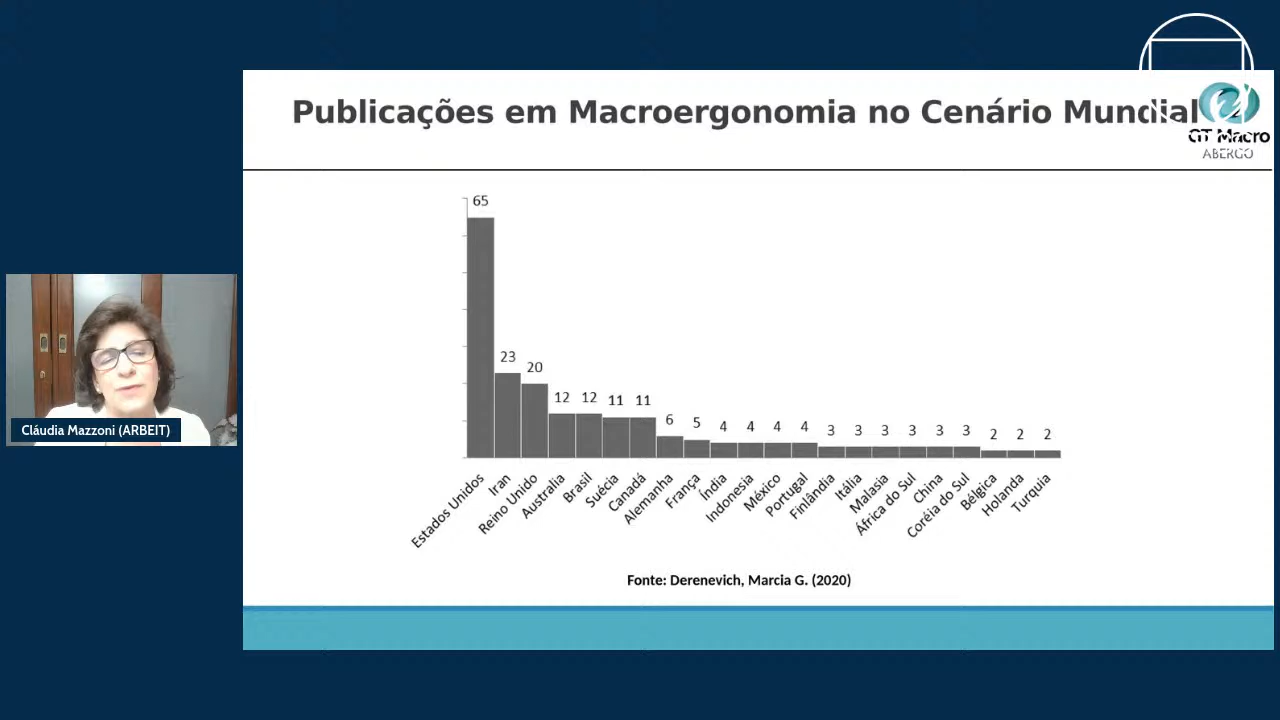 Publicações em Macroergonomia no Cenário Mundial
GT Macro
ABERGO
65
23
20
12
12
11
11
6
5
4
4
4
4
3
3
3
3
3
3
2
2
2
Estados Unidos
Iran
Reino Unido
Australia
Brasil
Suécia
Canadá
Alemanha
França
Índia
Indonesia
México
Portugal
Finlândia
Itália
Malasia
África do Sul
China
Coréia do Sul
Bélgica
Holanda
Turquia
Fonte: Derenevich, Marcia G. (2020)
Cláudia Mazzoni (ARBEIT)